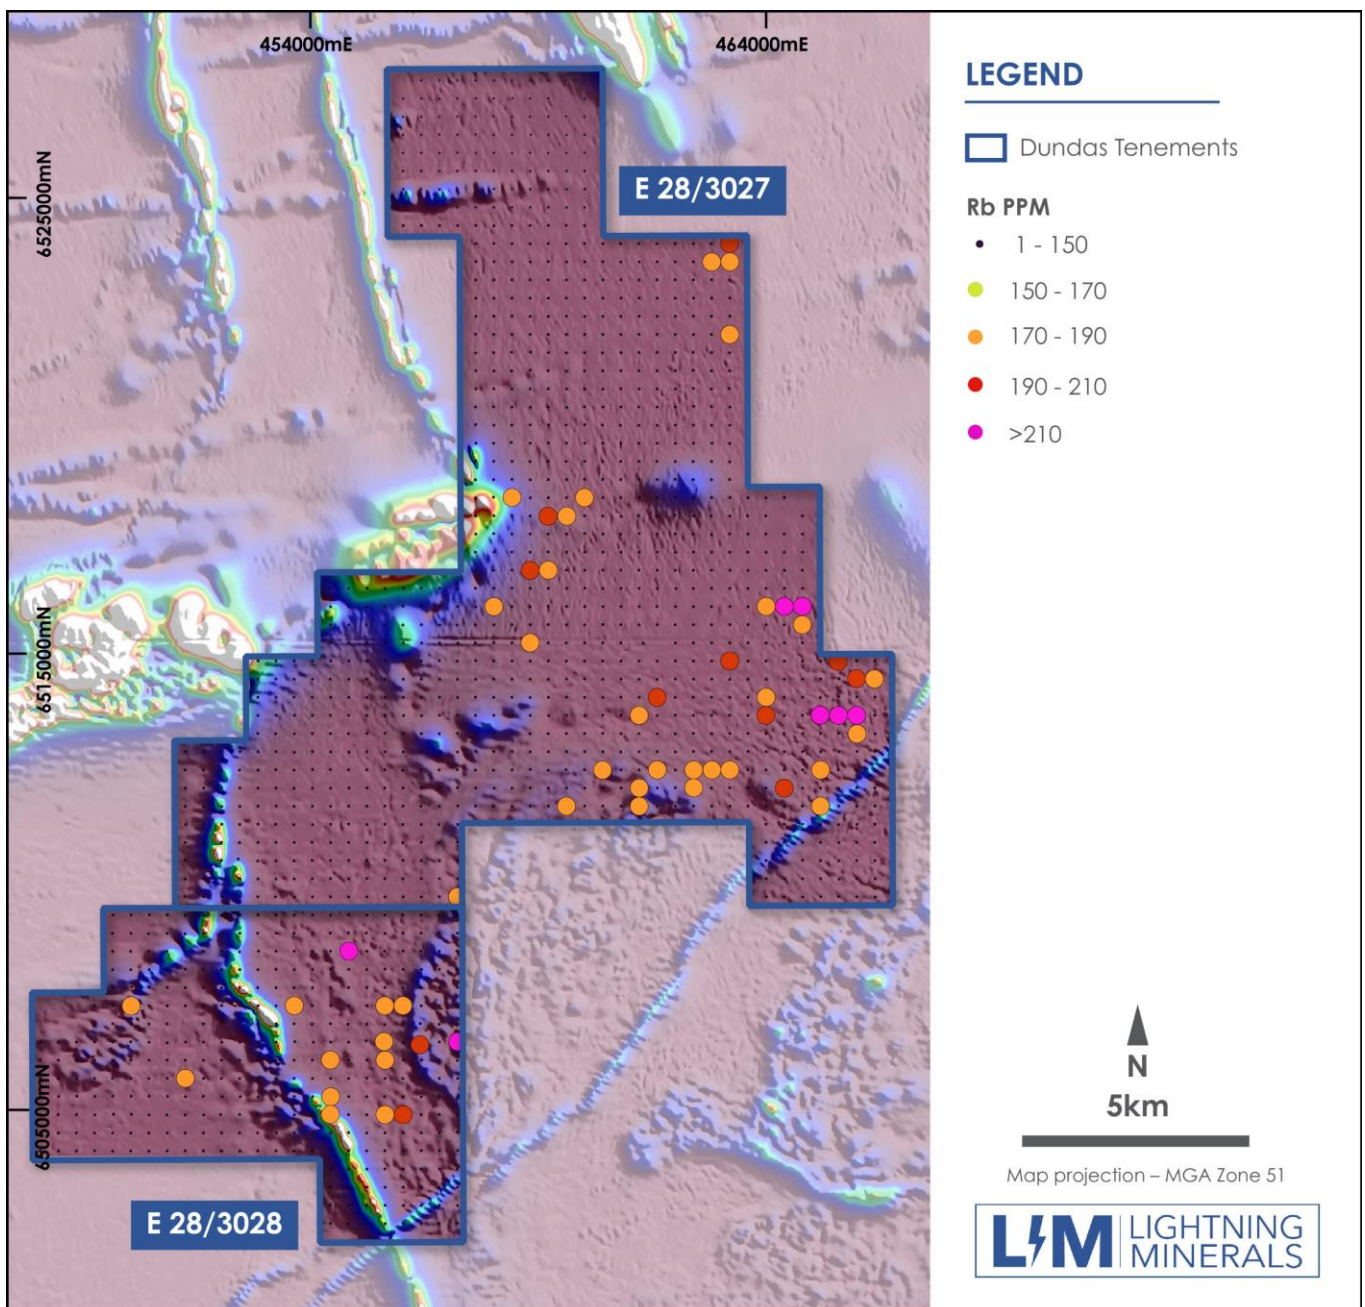 454000mE
464000mE
6525000mN
6515000mN
6505000mN
E 28/3027
E 28/3028
LEGEND
Dundas Tenements
Rb PPM
1 - 150
150 - 170
170 - 190
190 - 210
>210
N
5km
Map projection – MGA Zone 51
LM
LIGHTNING
MINERALS